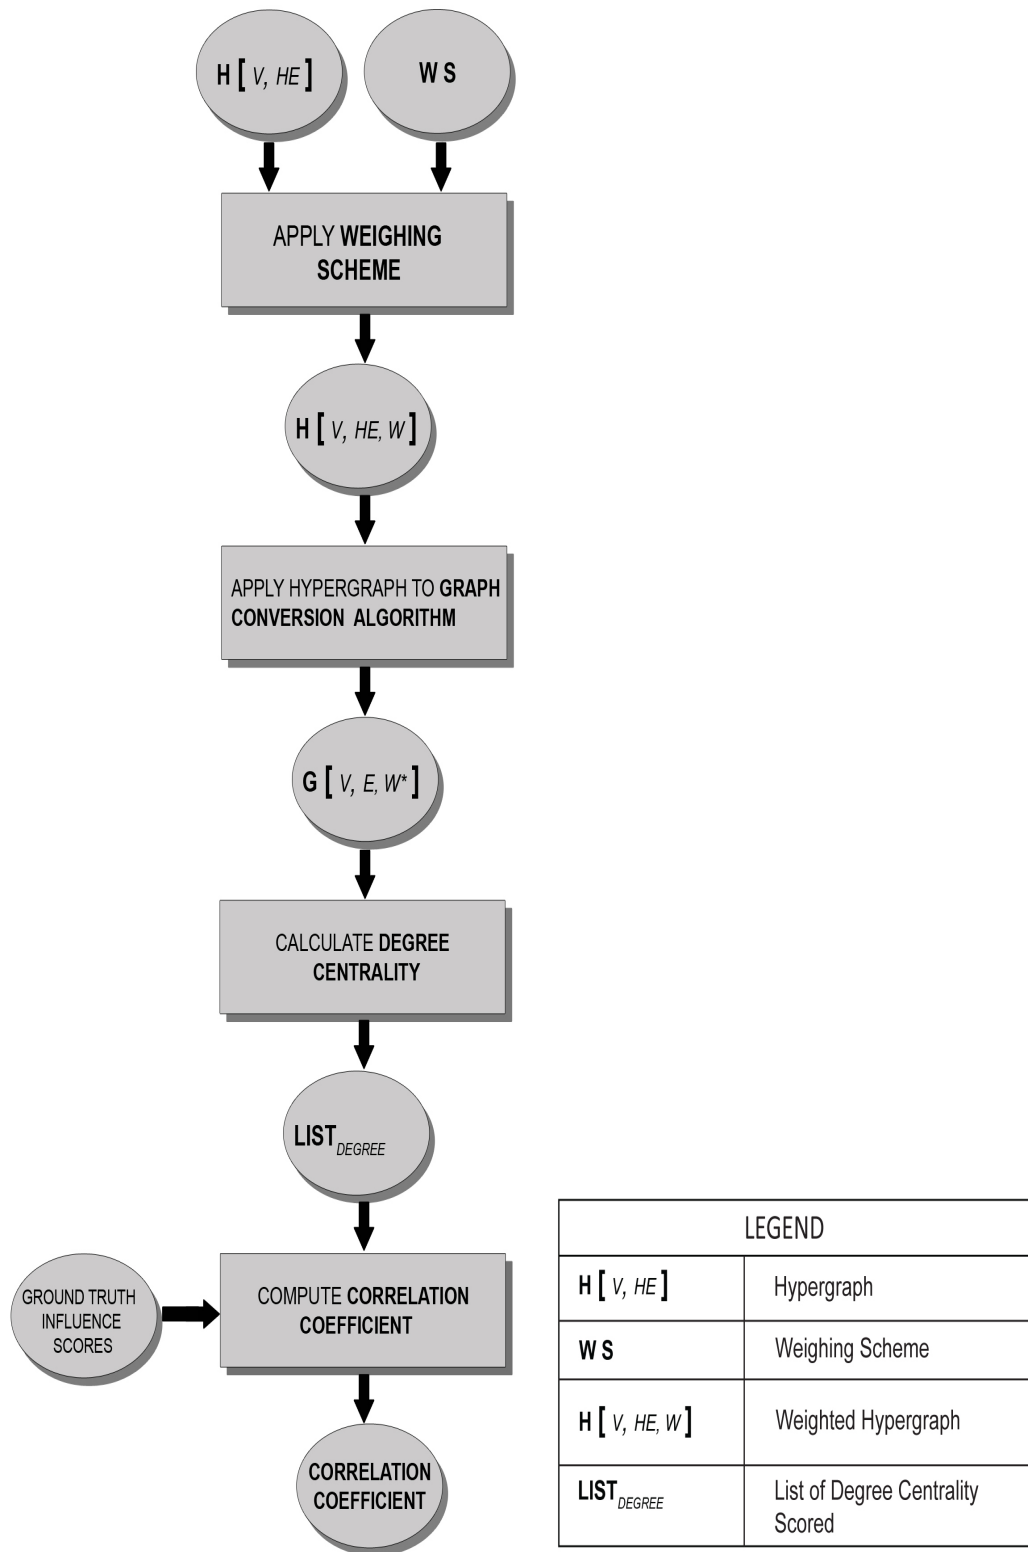 H [ V, HE ]
W S
APPLY WEIGHING
SCHEME
H [ V, HE, W ]
APPLY HYPERGRAPH TO GRAPH
CONVERSION ALGORITHM
G [ V, E, W* ]
CALCULATE DEGREE
CENTRALITY
LIST DEGREE
GROUND TRUTH
INFLUENCE
SCORES
COMPUTE CORRELATION
COEFFICIENT
CORRELATION
COEFFICIENT
LEGEND
H [ V, HE ] Hypergraph
W S Weighing Scheme
H [ V, HE, W ] Weighted Hypergraph
LIST DEGREE List of Degree Centrality
Scored